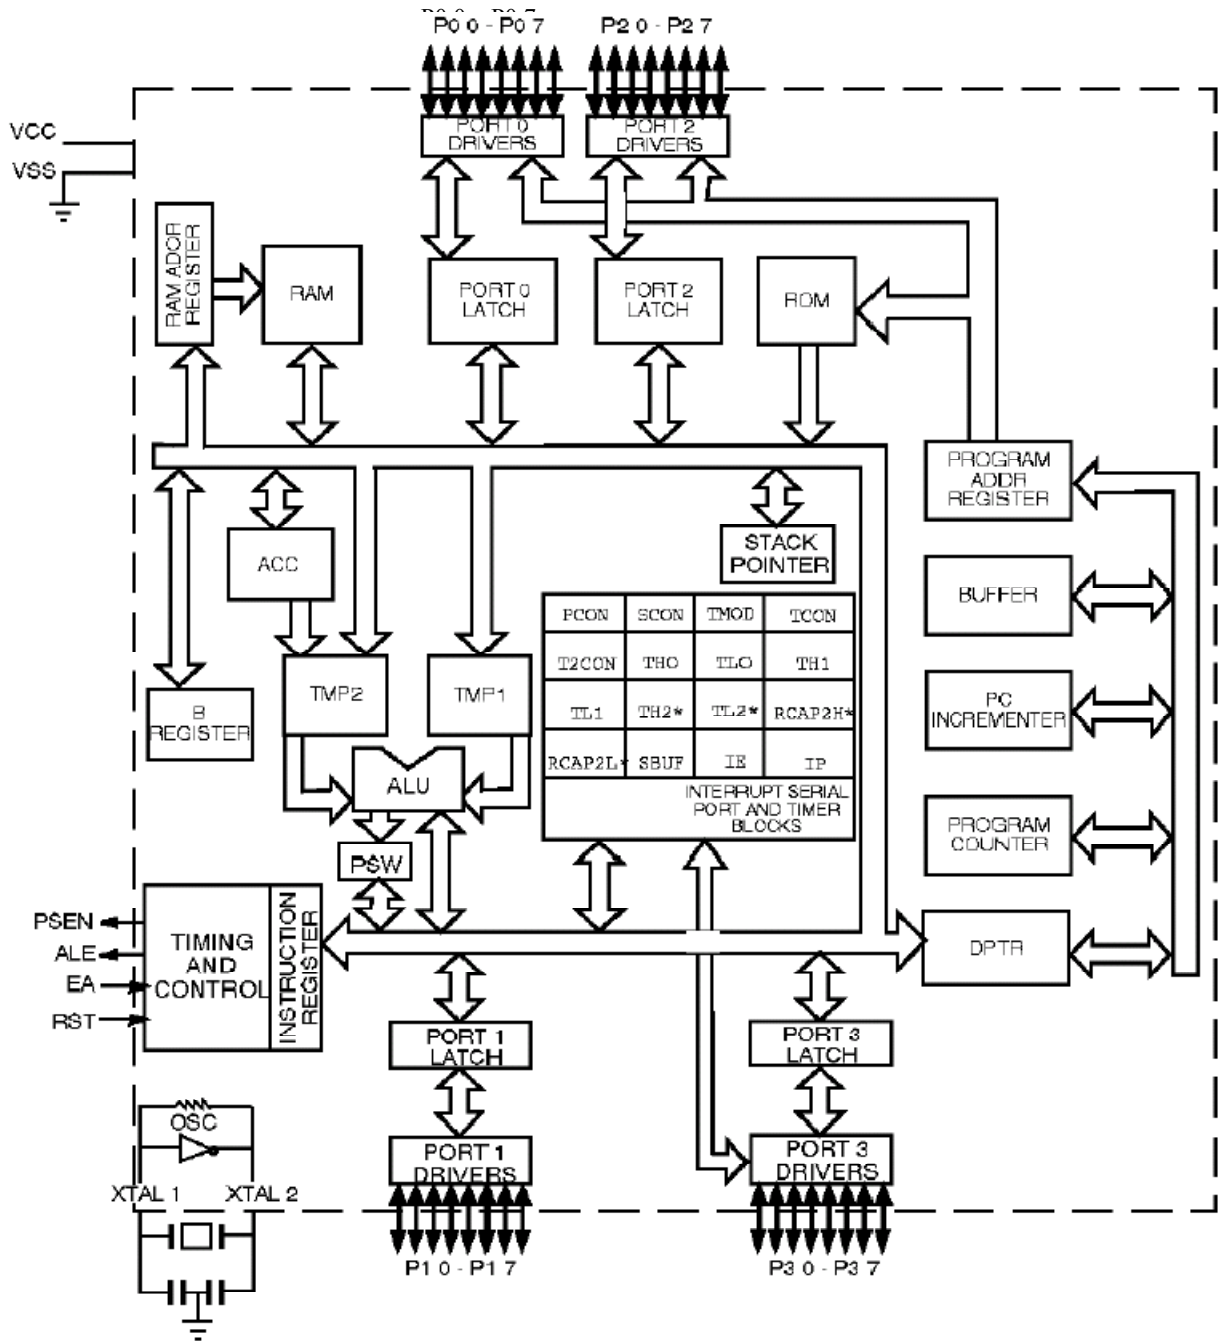 P0 0 - P0 7
P2 0 - P2 7
VCC
VSS
PORT 0
DRIVERS
PORT 2
DRIVERS
RAM ADDR
REGISTER
RAM
PORT 0
LATCH
PORT 2
LATCH
ROM
PROGRAM
ADDR
REGISTER
ACC
STACK
POINTER
BUFFER
PCON SCON TMOD TCON
T2CON TH0 TL0 TH1
TL1 TH2* TL2* RCAP2H*
RCAP2L* SBUF IE IP
INTERRUPT SERIAL
PORT AND TIMER
BLOCKS
B
REGISTER
TMP2
TMP1
PC
INCREMENTER
ALU
PSW
PROGRAM
COUNTER
PSEN
ALE
EA
RST
TIMING
AND
CONTROL
INSTRUCTION
REGISTER
DPTR
PORT 1
LATCH
PORT 3
LATCH
OSC
PORT 1
DRIVERS
PORT 3
DRIVERS
XTAL 1
XTAL 2
P1 0 - P1 7
P3 0 - P3 7